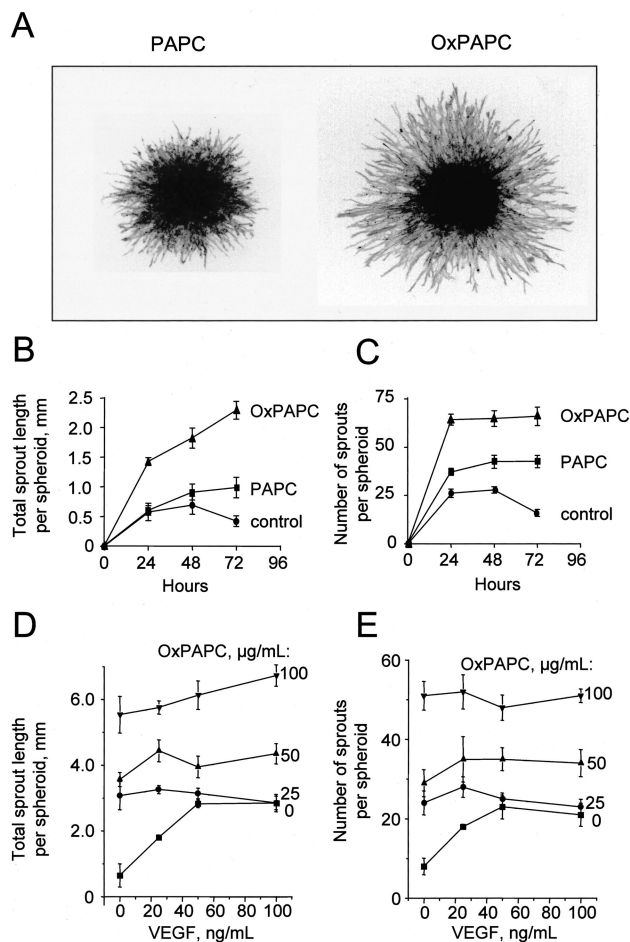 A
PAPC OxPAPC
B
Total sprout length
per spheroid, mm
2.5
2.0
1.5
1.0
0.5
0
OxPAPC
PAPC
control
0 24 48 72 96
Hours
C
Number of sprouts
per spheroid
75
50
25
0
OxPAPC
PAPC
control
0 24 48 72 96
Hours
D
OxPAPC, µg/mL:
Total sprout length
per spheroid, mm
6.0
4.0
2.0
0
100
50
25
0
0 20 40 60 80 100
VEGF, ng/mL
E
OxPAPC, µg/mL:
Number of sprouts
per spheroid
60
40
20
0
100
50
25
0
0 20 40 60 80 100
VEGF, ng/mL